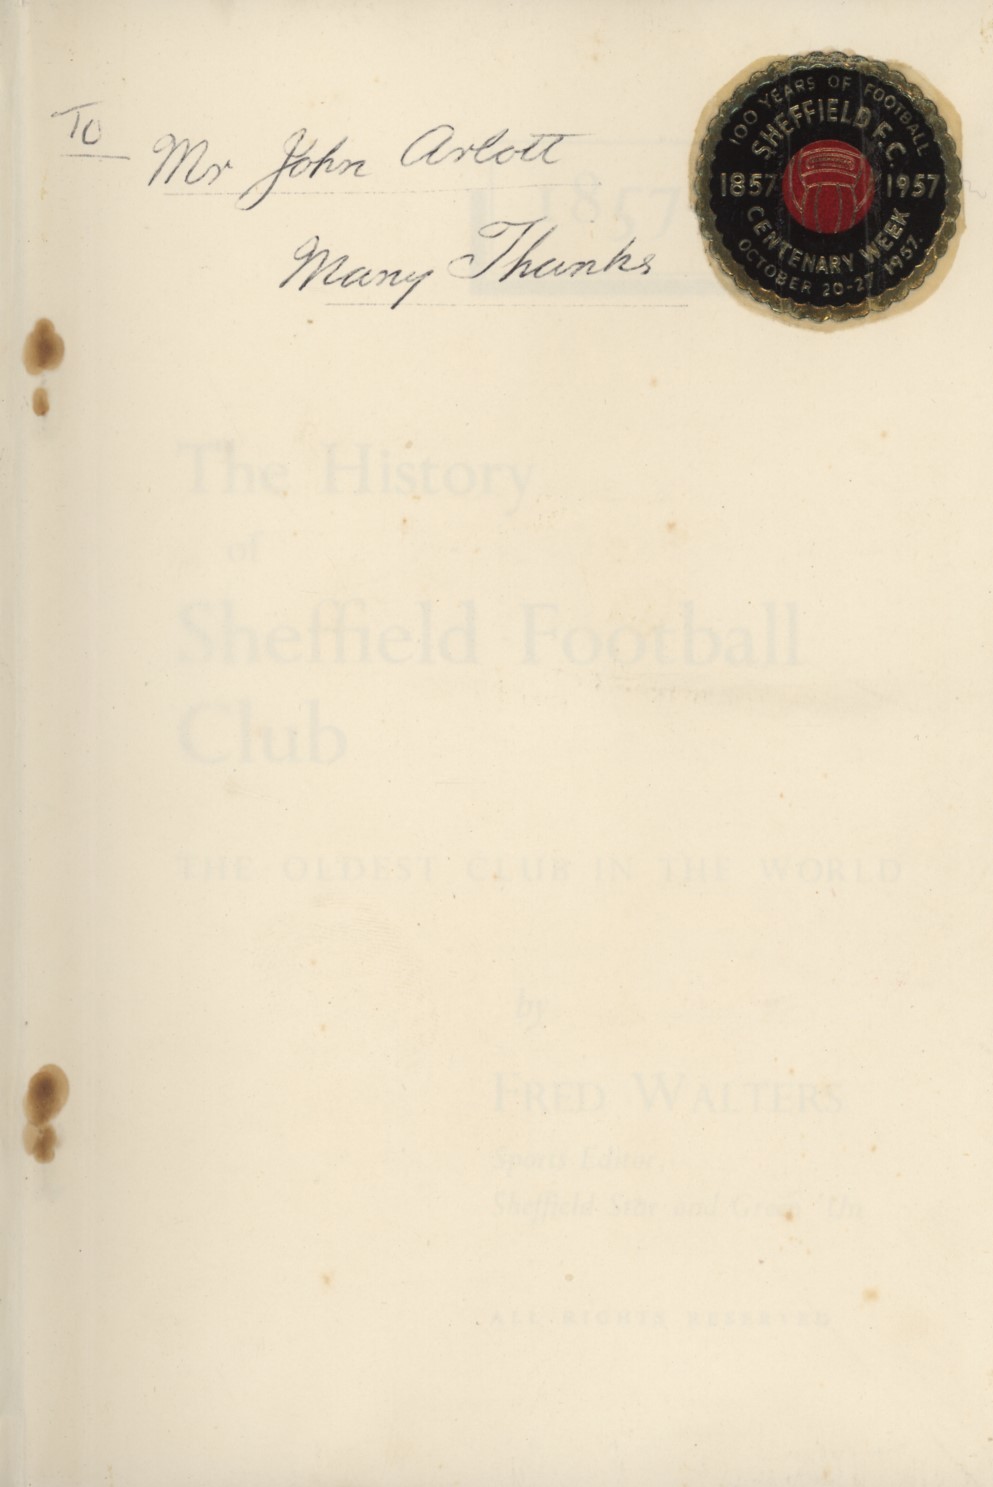 To
Mr John Arlott
Many Thanks
100 YEARS OF FOOTBALL
SHEFFIELD F.C.
1857 1957
CENTENARY WEEK
OCTOBER 20-27 1957.
1857
The History
of
Sheffield Football
Club
THE OLDEST CLUB IN THE WORLD
by
FRED WALTERS
Sports Editor,
Sheffield Star and Green 'Un
ALL RIGHTS RESERVED